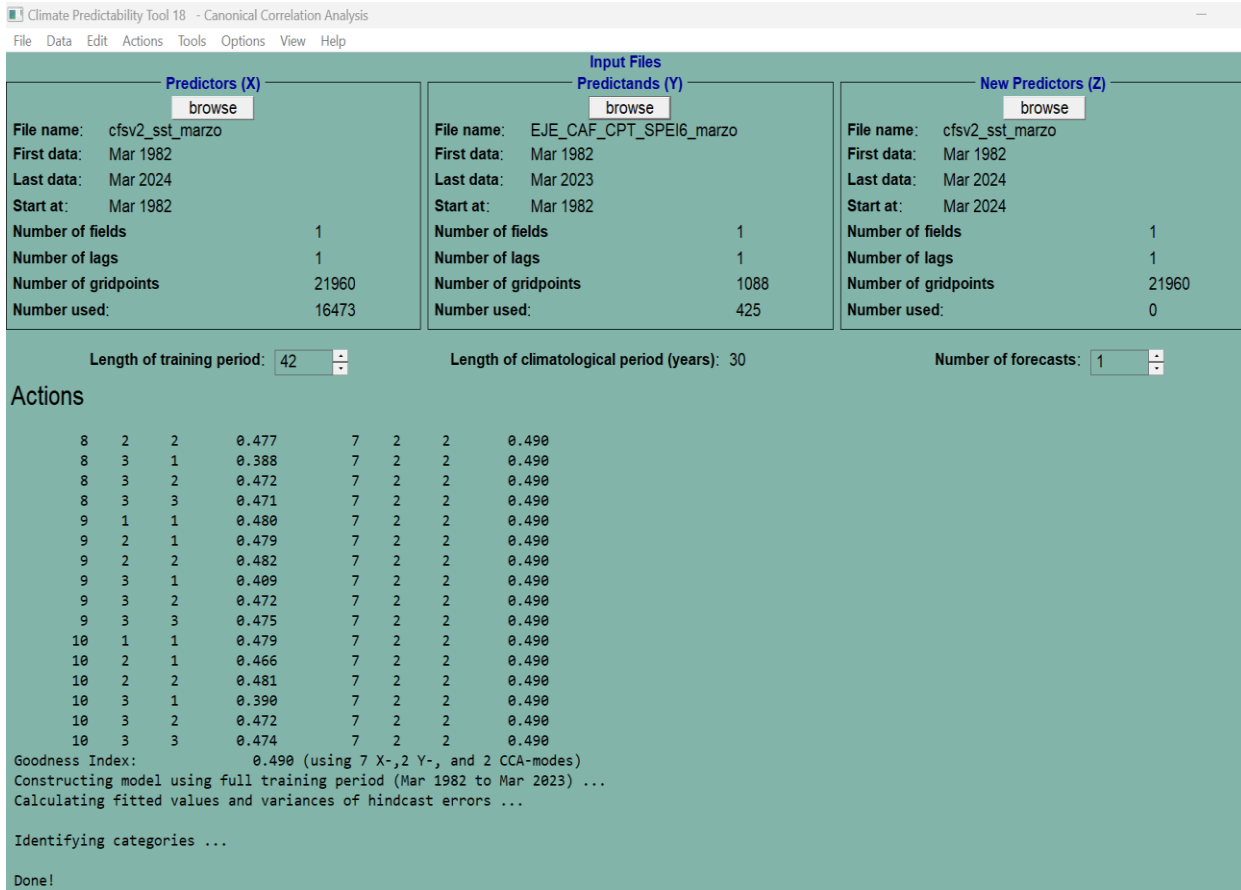 Climate Predictability Tool 18 - Canonical Correlation Analysis
File Data Edit Actions Tools Options View Help
Input Files
Predictors (X) Predictands (Y) New Predictors (Z)
browse browse browse
File name: cfsv2_sst_marzo File name: EJE_CAF_CPT_SPEI6_marzo File name: cfsv2_sst_marzo
First data: Mar 1982 First data: Mar 1982 First data: Mar 1982
Last data: Mar 2024 Last data: Mar 2023 Last data: Mar 2024
Start at: Mar 1982 Start at: Mar 1982 Start at: Mar 2024
Number of fields 1 Number of fields 1 Number of fields 1
Number of lags 1 Number of lags 1 Number of lags 1
Number of gridpoints 21960 Number of gridpoints 1088 Number of gridpoints 21960
Number used: 16473 Number used: 425 Number used: 0
Length of training period: 42 Length of climatological period (years): 30 Number of forecasts: 1
Actions
8 2 2 0.477 7 2 2 0.490
8 3 1 0.388 7 2 2 0.490
8 3 2 0.472 7 2 2 0.490
8 3 3 0.471 7 2 2 0.490
9 1 1 0.480 7 2 2 0.490
9 2 1 0.479 7 2 2 0.490
9 2 2 0.482 7 2 2 0.490
9 3 1 0.409 7 2 2 0.490
9 3 2 0.472 7 2 2 0.490
9 3 3 0.475 7 2 2 0.490
10 1 1 0.479 7 2 2 0.490
10 2 1 0.466 7 2 2 0.490
10 2 2 0.481 7 2 2 0.490
10 3 1 0.390 7 2 2 0.490
10 3 2 0.472 7 2 2 0.490
10 3 3 0.474 7 2 2 0.490
Goodness Index: 0.490 (using 7 X-,2 Y-, and 2 CCA-modes)
Constructing model using full training period (Mar 1982 to Mar 2023) ...
Calculating fitted values and variances of hindcast errors ...
Identifying categories ...
Done!